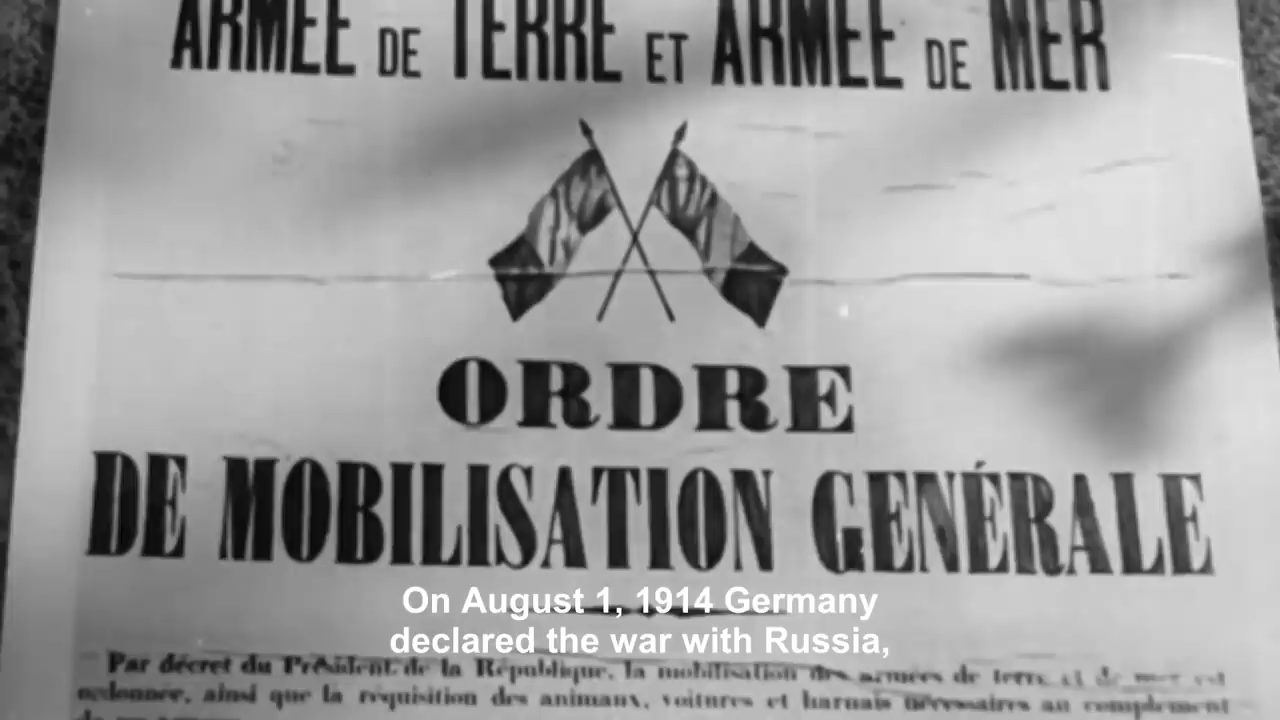 ARMÉE DE TERRE ET ARMÉE DE MER
ORDRE
DE MOBILISATION GENÉRALE
On August 1, 1914 Germany
declared the war with Russia,
Par décret du Président de la République, la mobilisation des armées de terre et de mer est
ordonnée, ainsi que la réquisition des animaux, voitures et harnais nécessaires au complément